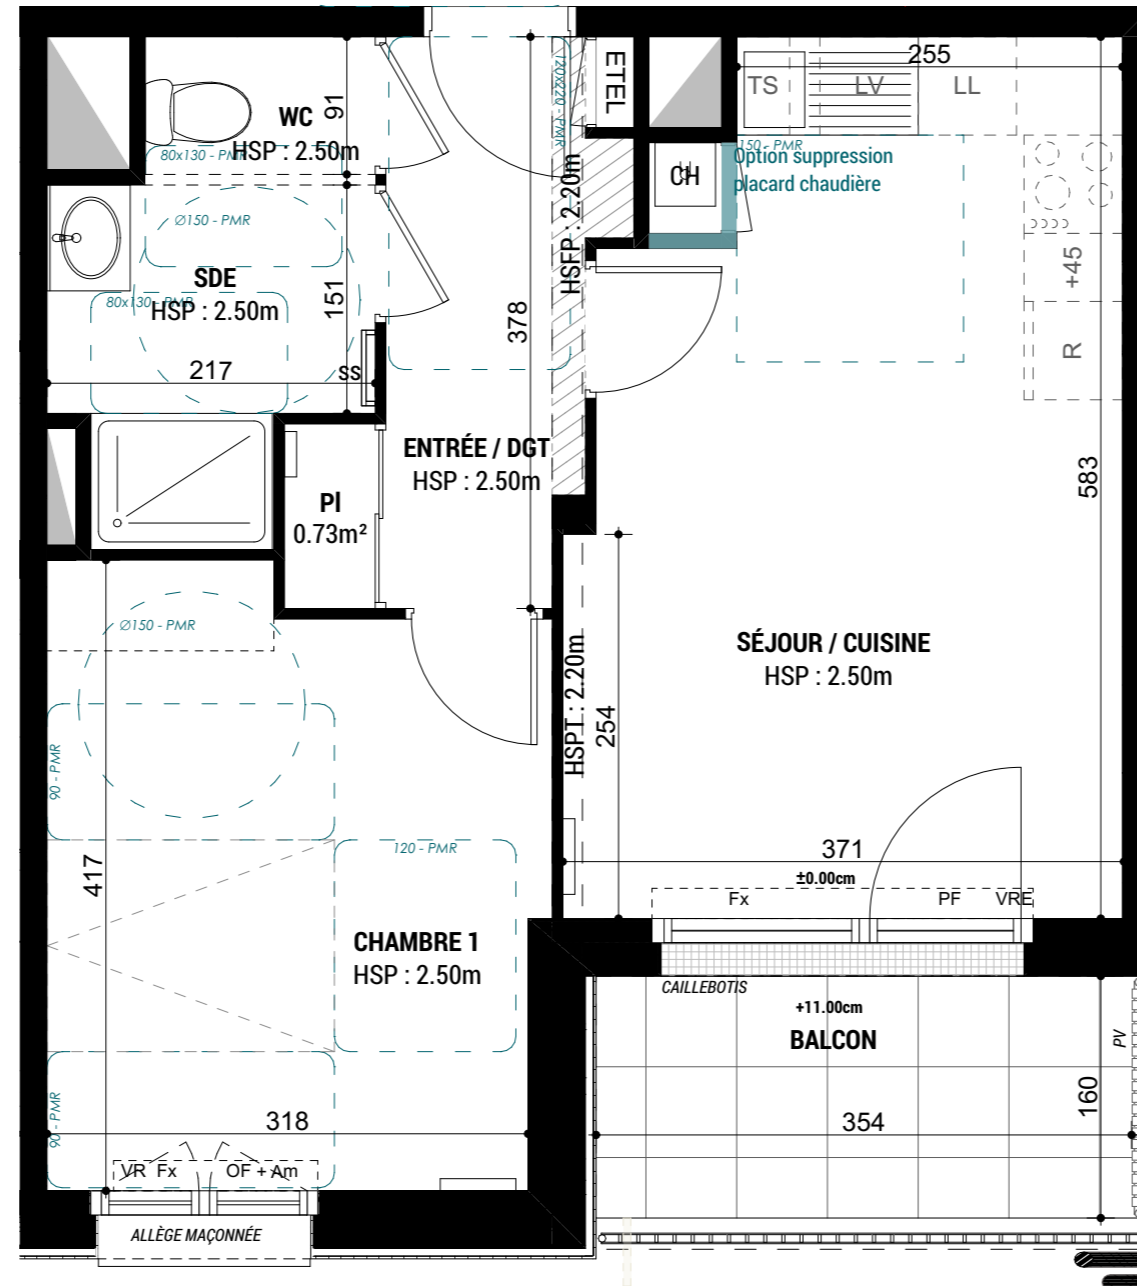 255
ETEL
TS
LV
LL
WC
HSP : 2.50m
91
80x130 - PMR
120x220 - PMR
150 - PMR
Option suppression
placard chaudière
CH
Ø150 - PMR
HSFP : 2.20m
+45
SDE
HSP : 2.50m
80x130 - PMR
151
378
R
217
SS
ENTRÉE / DGT
HSP : 2.50m
583
Pl
0.73m²
Ø150 - PMR
SÉJOUR / CUISINE
HSP : 2.50m
HSPT : 2.20m
254
90 - PMR
120 - PMR
371
±0.00cm
417
Fx
PF
VRE
CHAMBRE 1
HSP : 2.50m
CAILLEBOTIS
+11.00cm
BALCON
PV
160
90 - PMR
318
354
VR
Fx
OF + Am
ALLÈGE MAÇONNÉE